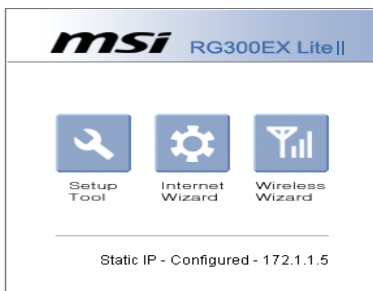 msi RG300EX Lite II
Setup Tool
Internet Wizard
Wireless Wizard
Static IP - Configured - 172.1.1.5